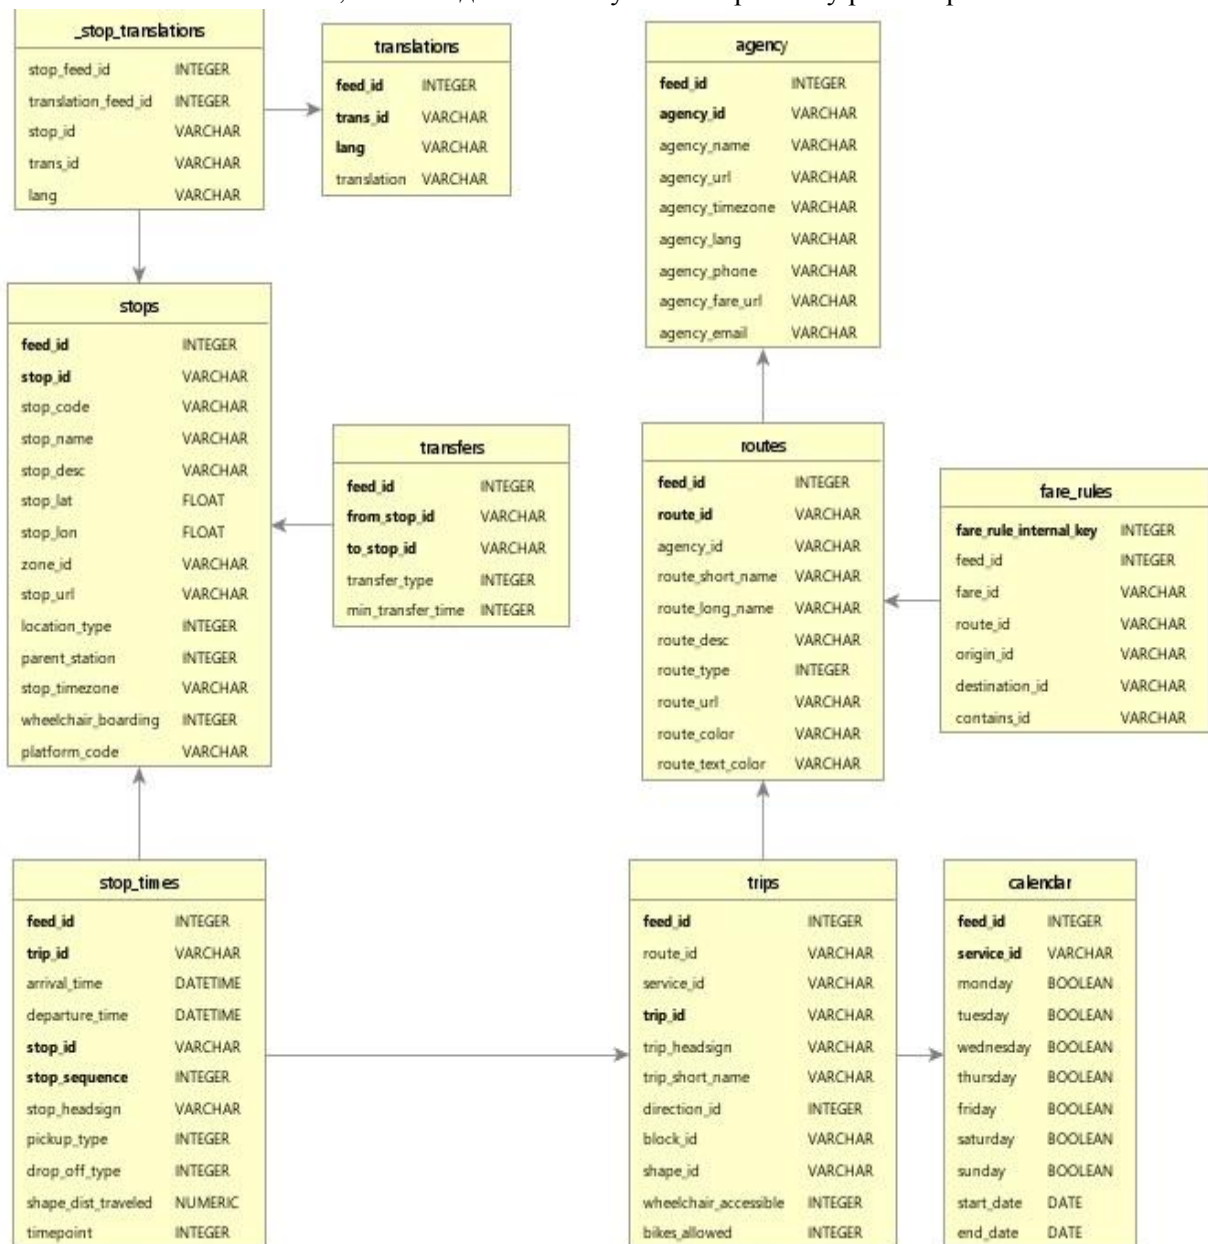 _stop_translations
stop_feed_id INTEGER
translation_feed_id INTEGER
stop_id VARCHAR
trans_id VARCHAR
lang VARCHAR
translations
feed_id INTEGER
trans_id VARCHAR
lang VARCHAR
translation VARCHAR
agency
feed_id INTEGER
agency_id VARCHAR
agency_name VARCHAR
agency_url VARCHAR
agency_timezone VARCHAR
agency_lang VARCHAR
agency_phone VARCHAR
agency_fare_url VARCHAR
agency_email VARCHAR
stops
feed_id INTEGER
stop_id VARCHAR
stop_code VARCHAR
stop_name VARCHAR
stop_desc VARCHAR
stop_lat FLOAT
stop_lon FLOAT
zone_id VARCHAR
stop_url VARCHAR
location_type INTEGER
parent_station INTEGER
stop_timezone VARCHAR
wheelchair_boarding INTEGER
platform_code VARCHAR
transfers
feed_id INTEGER
from_stop_id VARCHAR
to_stop_id VARCHAR
transfer_type INTEGER
min_transfer_time INTEGER
routes
feed_id INTEGER
route_id VARCHAR
agency_id VARCHAR
route_short_name VARCHAR
route_long_name VARCHAR
route_desc VARCHAR
route_type INTEGER
route_url VARCHAR
route_color VARCHAR
route_text_color VARCHAR
fare_rules
fare_rule_internal_key INTEGER
feed_id INTEGER
fare_id VARCHAR
route_id VARCHAR
origin_id VARCHAR
destination_id VARCHAR
contains_id VARCHAR
stop_times
feed_id INTEGER
trip_id VARCHAR
arrival_time DATETIME
departure_time DATETIME
stop_id VARCHAR
stop_sequence INTEGER
stop_headsign VARCHAR
pickup_type INTEGER
drop_off_type INTEGER
shape_dist_traveled NUMERIC
timepoint INTEGER
trips
feed_id INTEGER
route_id VARCHAR
service_id VARCHAR
trip_id VARCHAR
trip_headsign VARCHAR
trip_short_name VARCHAR
direction_id INTEGER
block_id VARCHAR
shape_id VARCHAR
wheelchair_accessible INTEGER
bikes_allowed INTEGER
calendar
feed_id INTEGER
service_id VARCHAR
monday BOOLEAN
tuesday BOOLEAN
wednesday BOOLEAN
thursday BOOLEAN
friday BOOLEAN
saturday BOOLEAN
sunday BOOLEAN
start_date DATE
end_date DATE